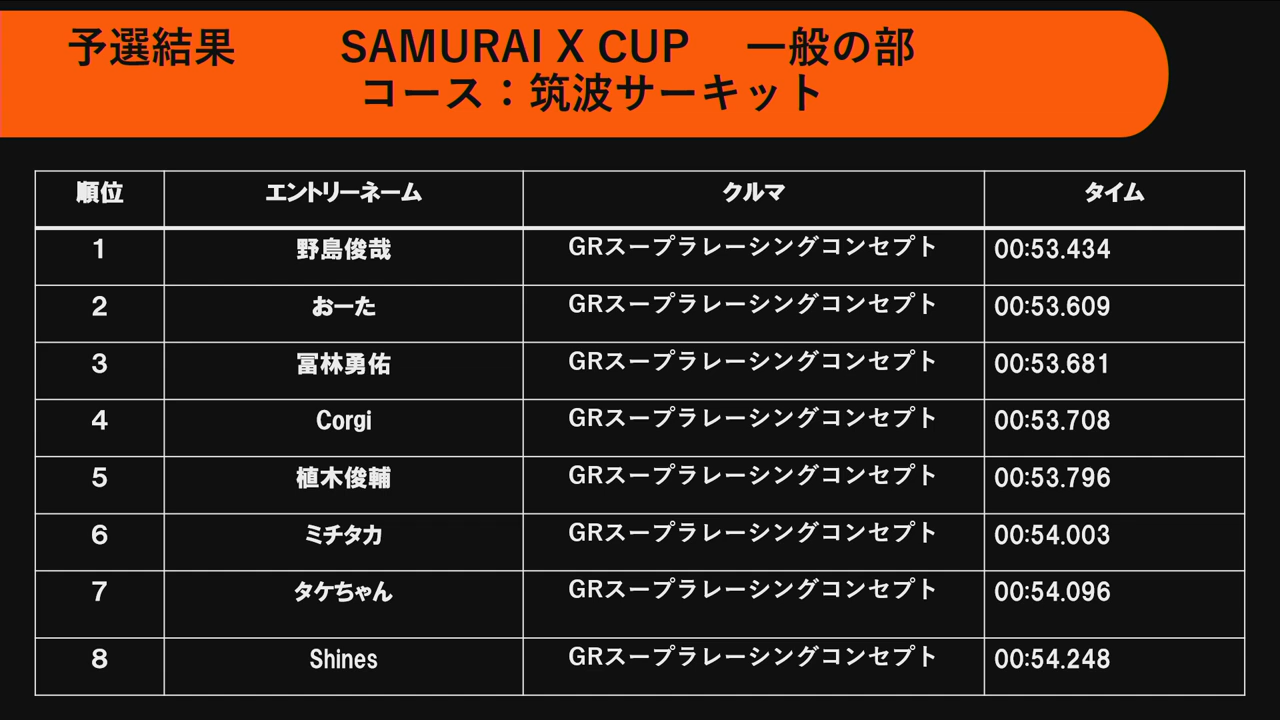 予選結果 SAMURAI X CUP 一般の部
コース：筑波サーキット
順位 エントリーネーム クルマ タイム
1 野島俊哉 GRスープラレーシングコンセプト 00:53.434
2 おーた GRスープラレーシングコンセプト 00:53.609
3 冨林勇佑 GRスープラレーシングコンセプト 00:53.681
4 Corgi GRスープラレーシングコンセプト 00:53.708
5 植木俊輔 GRスープラレーシングコンセプト 00:53.796
6 ミチタカ GRスープラレーシングコンセプト 00:54.003
7 タケちゃん GRスープラレーシングコンセプト 00:54.096
8 Shines GRスープラレーシングコンセプト 00:54.248